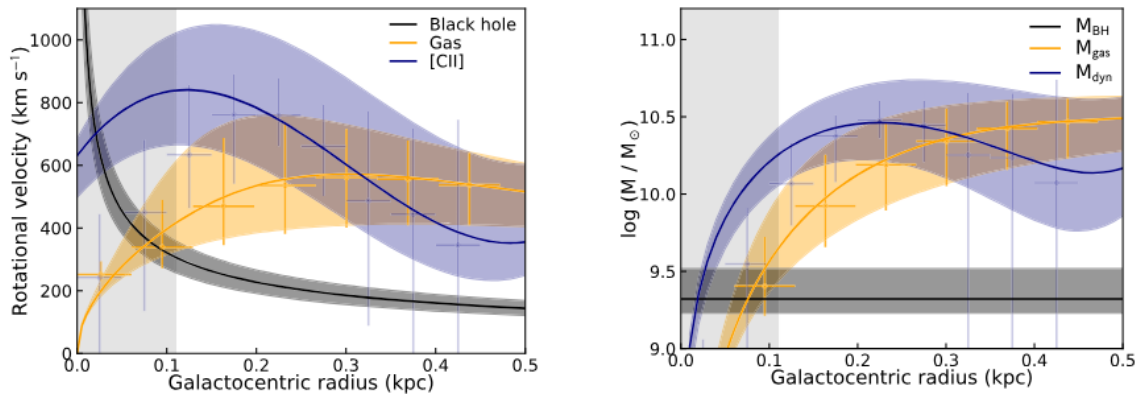 Rotational velocity (km s⁻¹)
1000
800
600
400
200
0
Black hole
Gas
[CII]
0.0 0.1 0.2 0.3 0.4 0.5
Galactocentric radius (kpc)
log (M / M☉)
11.0
10.5
10.0
9.5
9.0
M_BH
M_gas
M_dyn
0.0 0.1 0.2 0.3 0.4 0.5
Galactocentric radius (kpc)